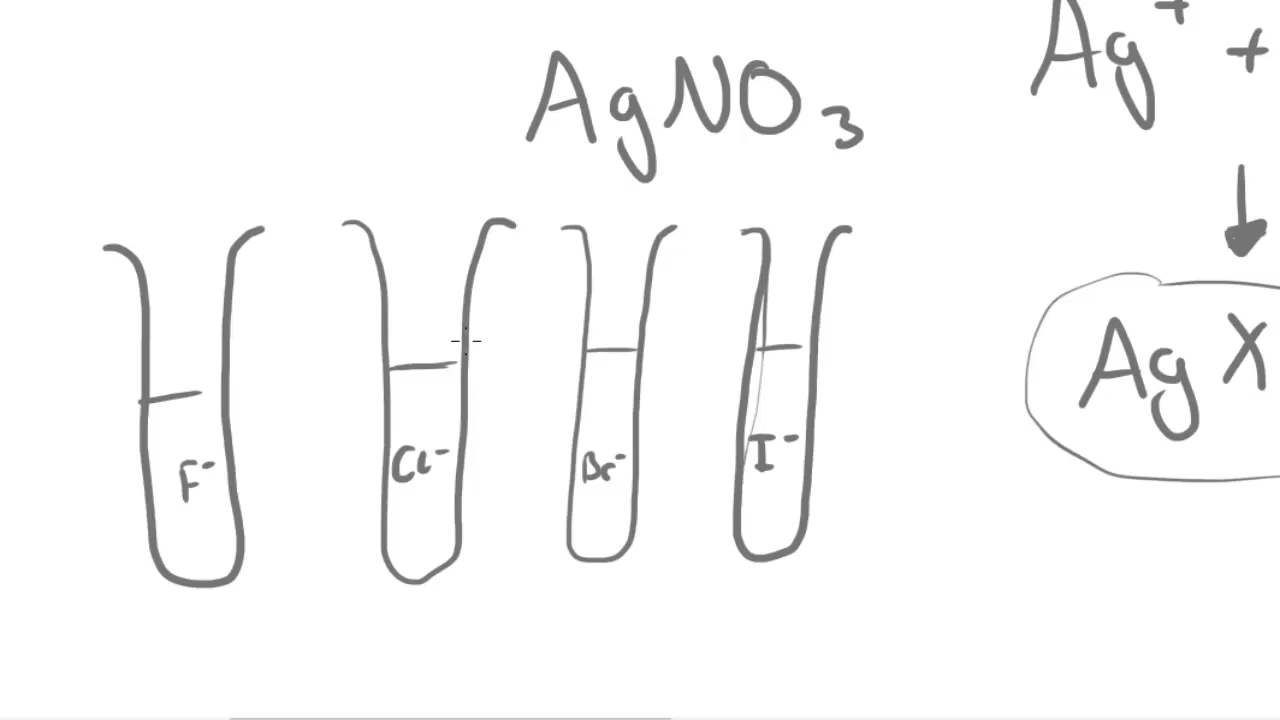 AgNO₃
Ag⁺ +
↓
AgX
F⁻
Cl⁻
Br⁻
I⁻